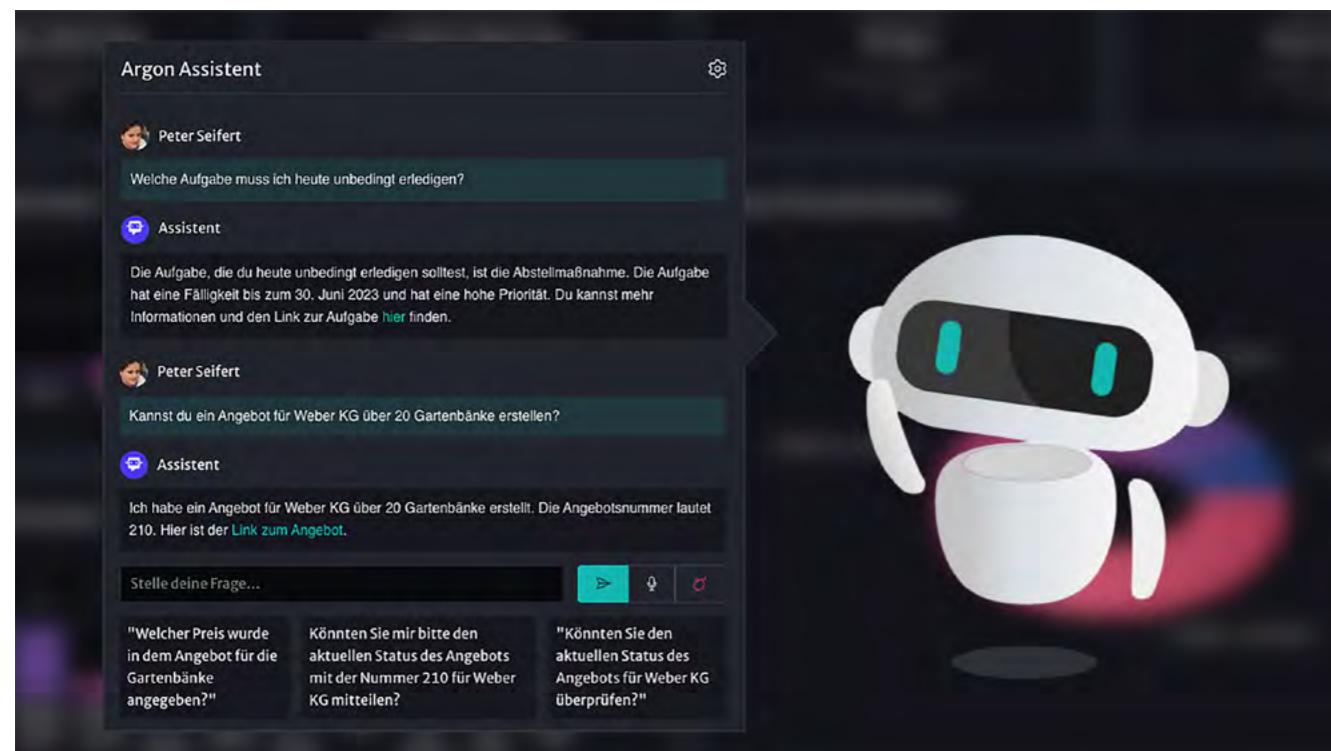 Argon Assistent
Peter Seifert
Welche Aufgabe muss ich heute unbedingt erledigen?
Assistent
Die Aufgabe, die du heute unbedingt erledigen solltest, ist die Abstellmaßnahme. Die Aufgabe
hat eine Fälligkeit bis zum 30. Juni 2023 und hat eine hohe Priorität. Du kannst mehr
Informationen und den Link zur Aufgabe hier finden.
Peter Seifert
Kannst du ein Angebot für Weber KG über 20 Gartenbänke erstellen?
Assistent
Ich habe ein Angebot für Weber KG über 20 Gartenbänke erstellt. Die Angebotsnummer lautet
210. Hier ist der Link zum Angebot.
Stelle deine Frage...
"Welcher Preis wurde
in dem Angebot für die
Gartenbänke
angegeben?"
Könnten Sie mir bitte den
aktuellen Status des Angebots
mit der Nummer 210 für Weber
KG mitteilen?
"Könnten Sie den
aktuellen Status des
Angebots für Weber KG
überprüfen?"